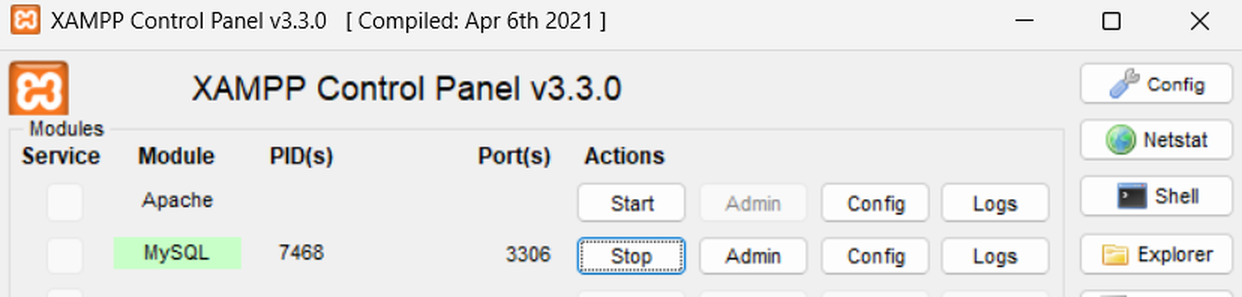 XAMPP Control Panel v3.3.0 [ Compiled: Apr 6th 2021 ]
XAMPP Control Panel v3.3.0 Config
Modules
Netstat
Service Module PID(s) Port(s) Actions
Apache Start Admin Config Logs Shell
MySQL 7468 3306 Stop Admin Config Logs Explorer